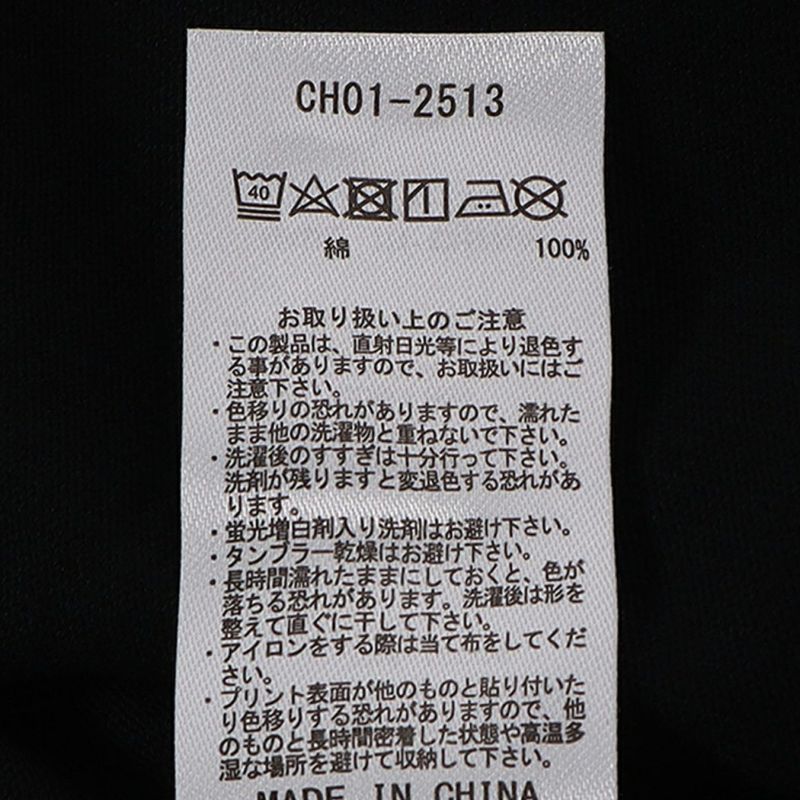 CH01-2513
40
綿 100%
お取り扱い上のご注意
・この製品は、直射日光等により退色す
る事がありますので、お取扱いにはご
注意下さい。
・色移りの恐れがありますので、濡れた
まま他の洗濯物と重ねないで下さい。
・洗濯後のすすぎは十分行って下さい。
洗剤が残りますと変退色する恐れがあ
ります。
・蛍光増白剤入り洗剤はお避け下さい。
・タンブラー乾燥はお避け下さい。
・長時間濡れたままにしておくと、色が
落ちる恐れがあります。洗濯後は形を
整えて直ぐに干して下さい。
・アイロンをする際は当て布をしてくだ
さい。
・プリント表面が他のものと貼り付いた
り色移りする恐れがありますので、他
のものと長時間密着した状態や高温多
湿な場所を避けて収納して下さい。
MADE IN CHINA